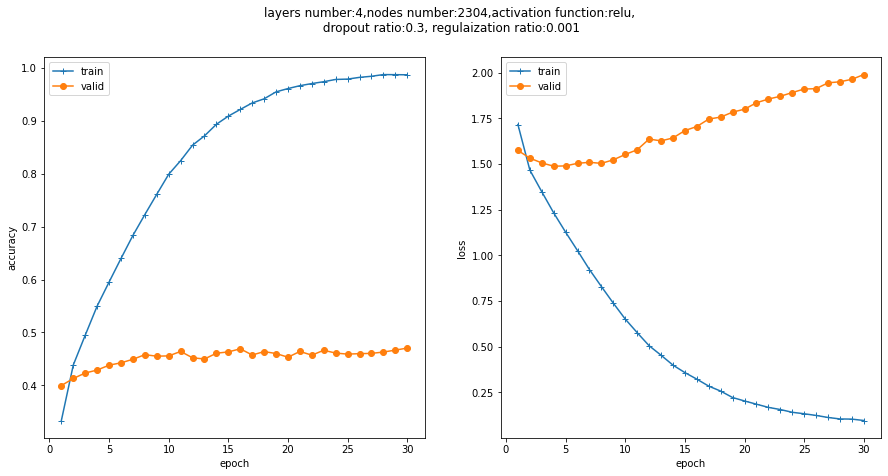 layers number:4,nodes number:2304,activation function:relu,
dropout ratio:0.3, regulaization ratio:0.001
train
valid
1.0
0.9
0.8
0.7
0.6
0.5
0.4
accuracy
0
5
10
15
20
25
30
epoch
train
valid
2.00
1.75
1.50
1.25
1.00
0.75
0.50
0.25
loss
0
5
10
15
20
25
30
epoch